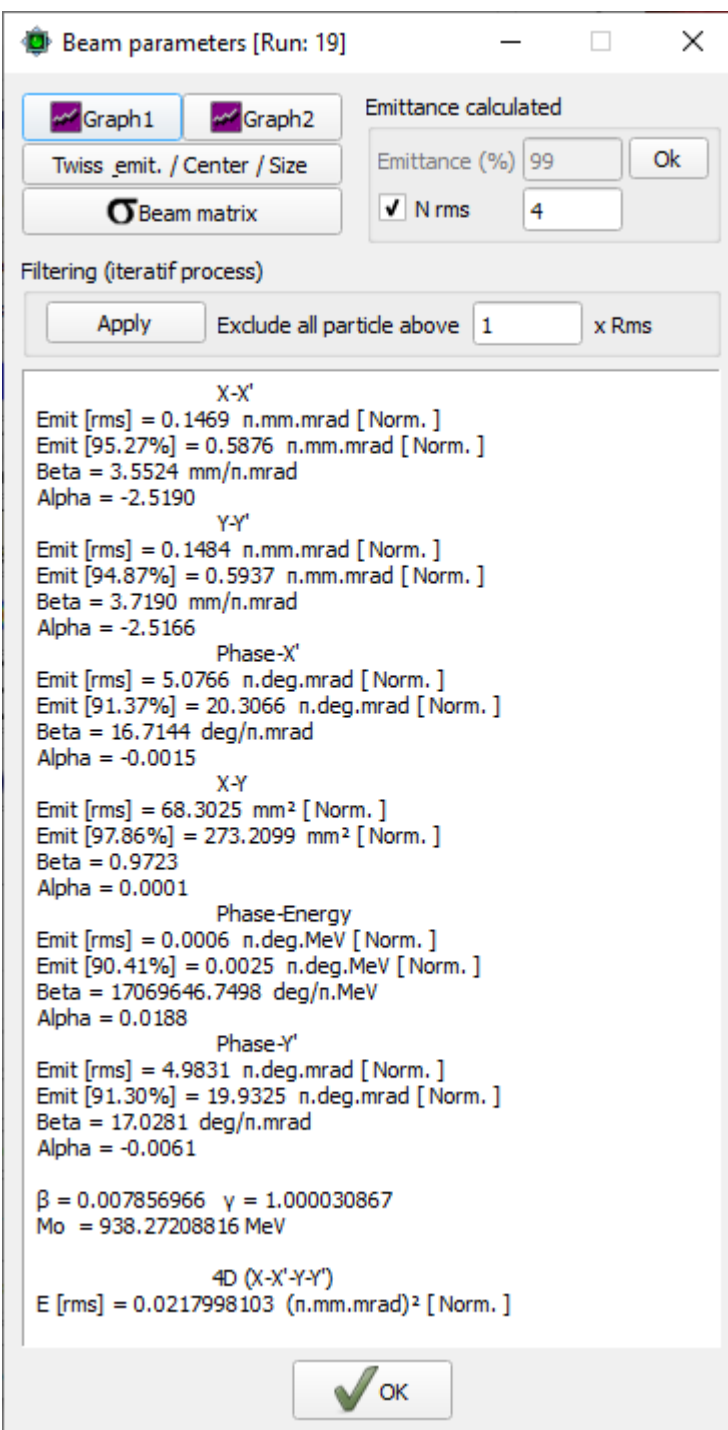 Beam parameters [Run: 19]
Graph1 Graph2 Emittance calculated
Twiss_emit. / Center / Size Emittance (%) 99 Ok
σ Beam matrix N rms 4
Filtering (iteratif process)
Apply Exclude all particle above 1 x Rms
X-X'
Emit [rms] = 0.1469 π.mm.mrad [ Norm. ]
Emit [95.27%] = 0.5876 π.mm.mrad [ Norm. ]
Beta = 3.5524 mm/π.mrad
Alpha = -2.5190
Y-Y'
Emit [rms] = 0.1484 π.mm.mrad [ Norm. ]
Emit [94.87%] = 0.5937 π.mm.mrad [ Norm. ]
Beta = 3.7190 mm/π.mrad
Alpha = -2.5166
Phase-X'
Emit [rms] = 5.0766 π.deg.mrad [ Norm. ]
Emit [91.37%] = 20.3066 π.deg.mrad [ Norm. ]
Beta = 16.7144 deg/π.mrad
Alpha = -0.0015
X-Y
Emit [rms] = 68.3025 mm² [ Norm. ]
Emit [97.86%] = 273.2099 mm² [ Norm. ]
Beta = 0.9723
Alpha = 0.0001
Phase-Energy
Emit [rms] = 0.0006 π.deg.MeV [ Norm. ]
Emit [90.41%] = 0.0025 π.deg.MeV [ Norm. ]
Beta = 17069646.7498 deg/π.MeV
Alpha = 0.0188
Phase-Y'
Emit [rms] = 4.9831 π.deg.mrad [ Norm. ]
Emit [91.30%] = 19.9325 π.deg.mrad [ Norm. ]
Beta = 17.0281 deg/π.mrad
Alpha = -0.0061
β = 0.007856966 γ = 1.000030867
Mo = 938.27208816 MeV
4D (X-X'-Y-Y')
E [rms] = 0.0217998103 (π.mm.mrad)² [ Norm. ]
OK